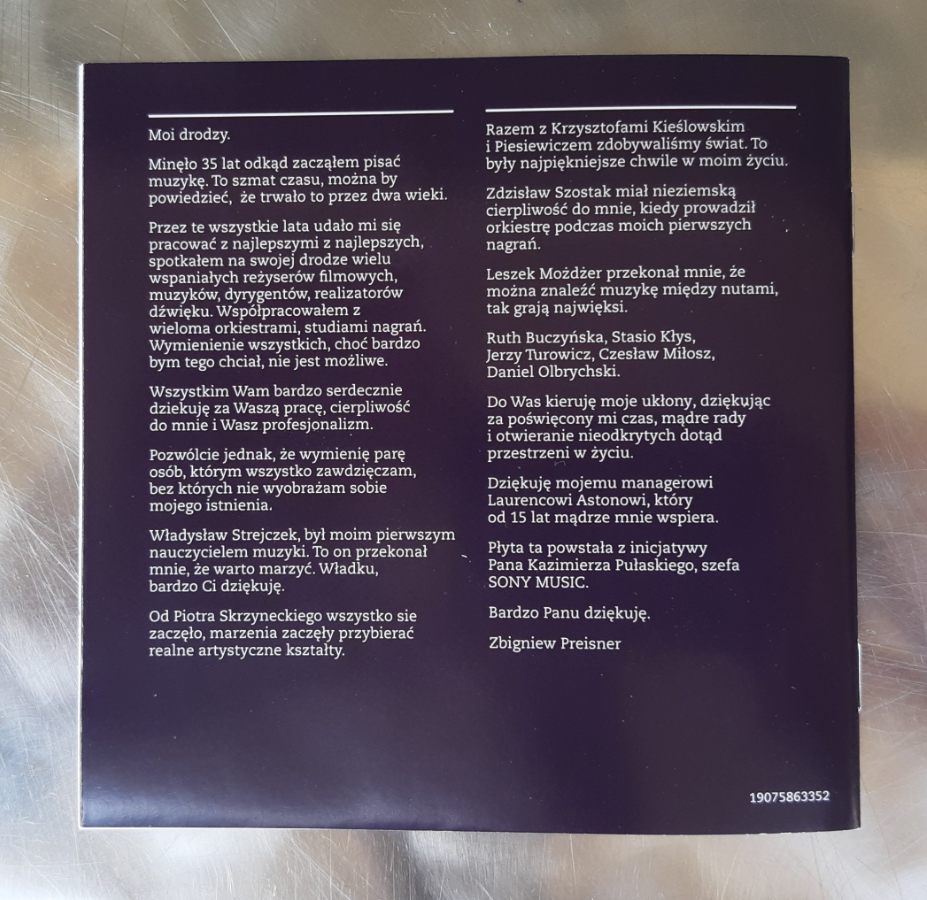 Moi drodzy.
Minęło 35 lat odkąd zacząłem pisać
muzykę. To szmat czasu, można by
powiedzieć, że trwało to przez dwa wieki.
Przez te wszystkie lata udało mi się
pracować z najlepszymi z najlepszych,
spotkałem na swojej drodze wielu
wspaniałych reżyserów filmowych,
muzyków, dyrygentów, realizatorów
dźwięku. Współpracowałem z
wieloma orkiestrami, studiami nagrań.
Wymienienie wszystkich, choć bardzo
bym tego chciał, nie jest możliwe.
Wszystkim Wam bardzo serdecznie
dziekuję za Waszą pracę, cierpliwość
do mnie i Wasz profesjonalizm.
Pozwólcie jednak, że wymienię parę
osób, którym wszystko zawdzięczam,
bez których nie wyobrażam sobie
mojego istnienia.
Władysław Strejczek, był moim pierwszym
nauczycielem muzyki. To on przekonał
mnie, że warto marzyć. Władku,
bardzo Ci dziękuję.
Od Piotra Skrzyneckiego wszystko sie
zaczęło, marzenia zaczęły przybierać
realne artystyczne kształty.
Razem z Krzysztofami Kieślowskim
i Piesiewiczem zdobywaliśmy świat. To
były najpiękniejsze chwile w moim życiu.
Zdzisław Szostak miał nieziemską
cierpliwość do mnie, kiedy prowadził
orkiestrę podczas moich pierwszych
nagrań.
Leszek Możdżer przekonał mnie, że
można znaleźć muzykę między nutami,
tak grają najwięksi.
Ruth Buczyńska, Stasio Kłys,
Jerzy Turowicz, Czesław Miłosz,
Daniel Olbrychski.
Do Was kieruję moje ukłony, dziękując
za poświęcony mi czas, mądre rady
i otwieranie nieodkrytych dotąd
przestrzeni w życiu.
Dziękuję mojemu managerowi
Laurencowi Astonowi, który
od 15 lat mądrze mnie wspiera.
Płyta ta powstała z inicjatywy
Pana Kazimierza Pułaskiego, szefa
SONY MUSIC.
Bardzo Panu dziękuję.
Zbigniew Preisner
19075863352